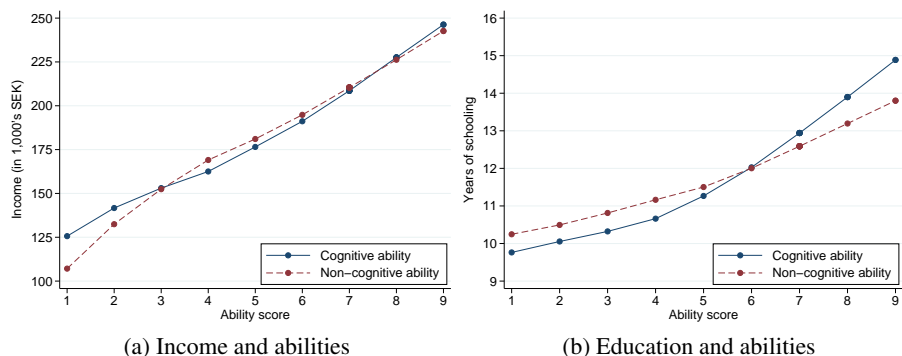 250
225
200
175
150
125
100
Income (in 1,000's SEK)
1 2 3 4 5 6 7 8 9
Ability score
Cognitive ability
Non−cognitive ability
(a) Income and abilities
16
15
14
13
12
11
10
9
Years of schooling
1 2 3 4 5 6 7 8 9
Ability score
Cognitive ability
Non−cognitive ability
(b) Education and abilities